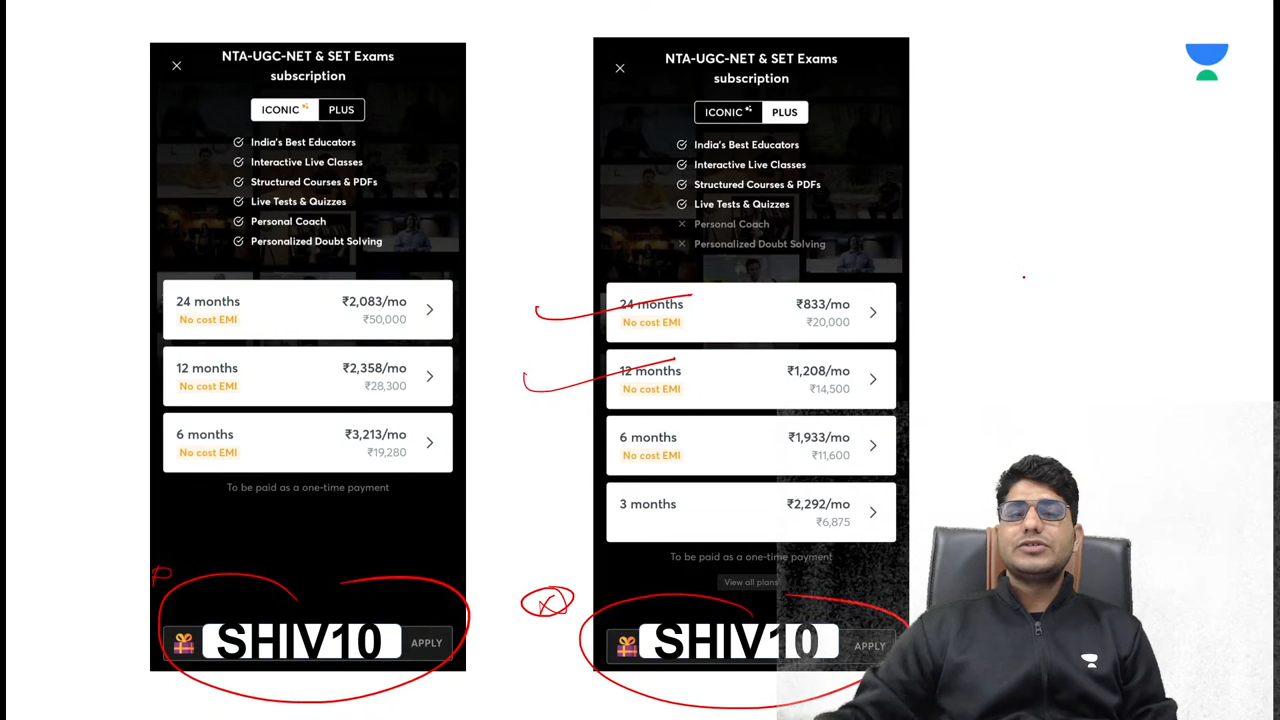 NTA-UGC-NET & SET Exams
subscription
ICONIC PLUS
India's Best Educators
Interactive Live Classes
Structured Courses & PDFs
Live Tests & Quizzes
Personal Coach
Personalized Doubt Solving
24 months ₹2,083/mo
No cost EMI ₹50,000
12 months ₹2,358/mo
No cost EMI ₹28,300
6 months ₹3,213/mo
No cost EMI ₹19,280
To be paid as a one-time payment
SHIV10 APPLY
NTA-UGC-NET & SET Exams
subscription
ICONIC PLUS
India's Best Educators
Interactive Live Classes
Structured Courses & PDFs
Live Tests & Quizzes
Personal Coach
Personalized Doubt Solving
24 months ₹833/mo
No cost EMI ₹20,000
12 months ₹1,208/mo
No cost EMI ₹14,500
6 months ₹1,933/mo
No cost EMI ₹11,600
3 months ₹2,292/mo
₹6,875
To be paid as a one-time payment
View all plans
SHIV10 APPLY